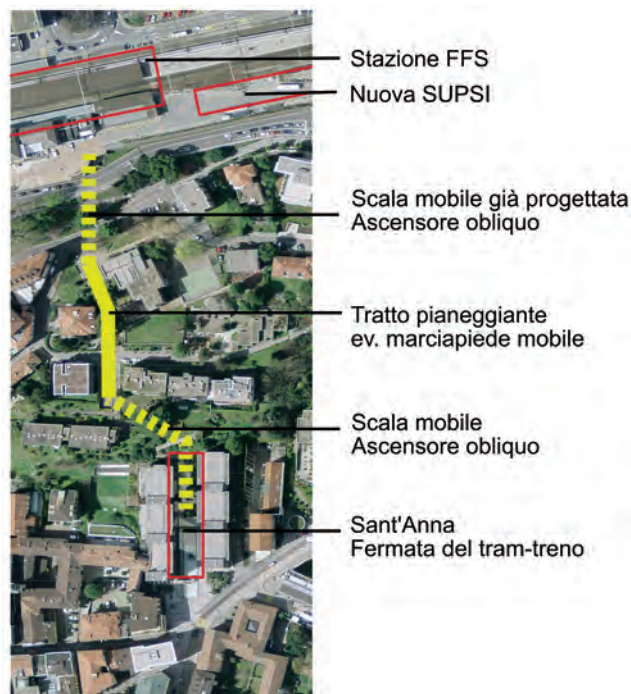 Stazione FFS
Nuova SUPSI
Scala mobile già progettata
Ascensore obliquo
Tratto pianeggiante
ev. marciapiede mobile
Scala mobile
Ascensore obliquo
Sant'Anna
Fermata del tram-treno